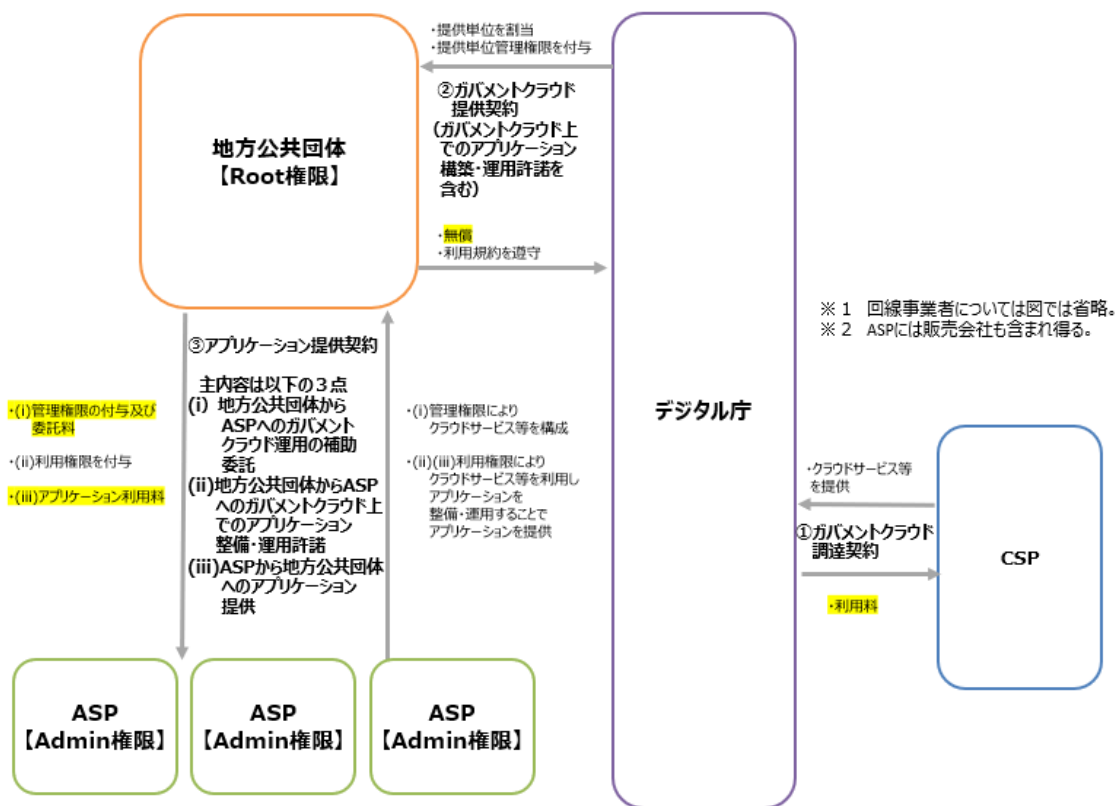 ・提供単位を割当
・提供単位管理権限を付与
②ガバメントクラウド
提供契約
(ガバメントクラウド上
でのアプリケーション
構築・運用許諾を
含む)
地方公共団体
【Root権限】
・無償
・利用規約を遵守
※１ 回線事業者については図では省略。
※２ ASPには販売会社も含まれ得る。
③アプリケーション提供契約
主内容は以下の３点
(i) 地方公共団体から
ASPへのガバメント
クラウド運用の補助
委託
(ii)地方公共団体からASP
へのガバメントクラウド上
でのアプリケーション
整備・運用許諾
(iii)ASPから地方公共団体
へのアプリケーション
提供
・(i)管理権限の付与及び
委託料
・(ii)利用権限を付与
・(iii)アプリケーション利用料
・(i)管理権限により
クラウドサービス等を構成
・(ii)(iii)利用権限により
クラウドサービス等を利用し
アプリケーションを
整備・運用することで
アプリケーションを提供
デジタル庁
・クラウドサービス等
を提供
①ガバメントクラウド
調達契約
・利用料
CSP
ASP
【Admin権限】
ASP
【Admin権限】
ASP
【Admin権限】